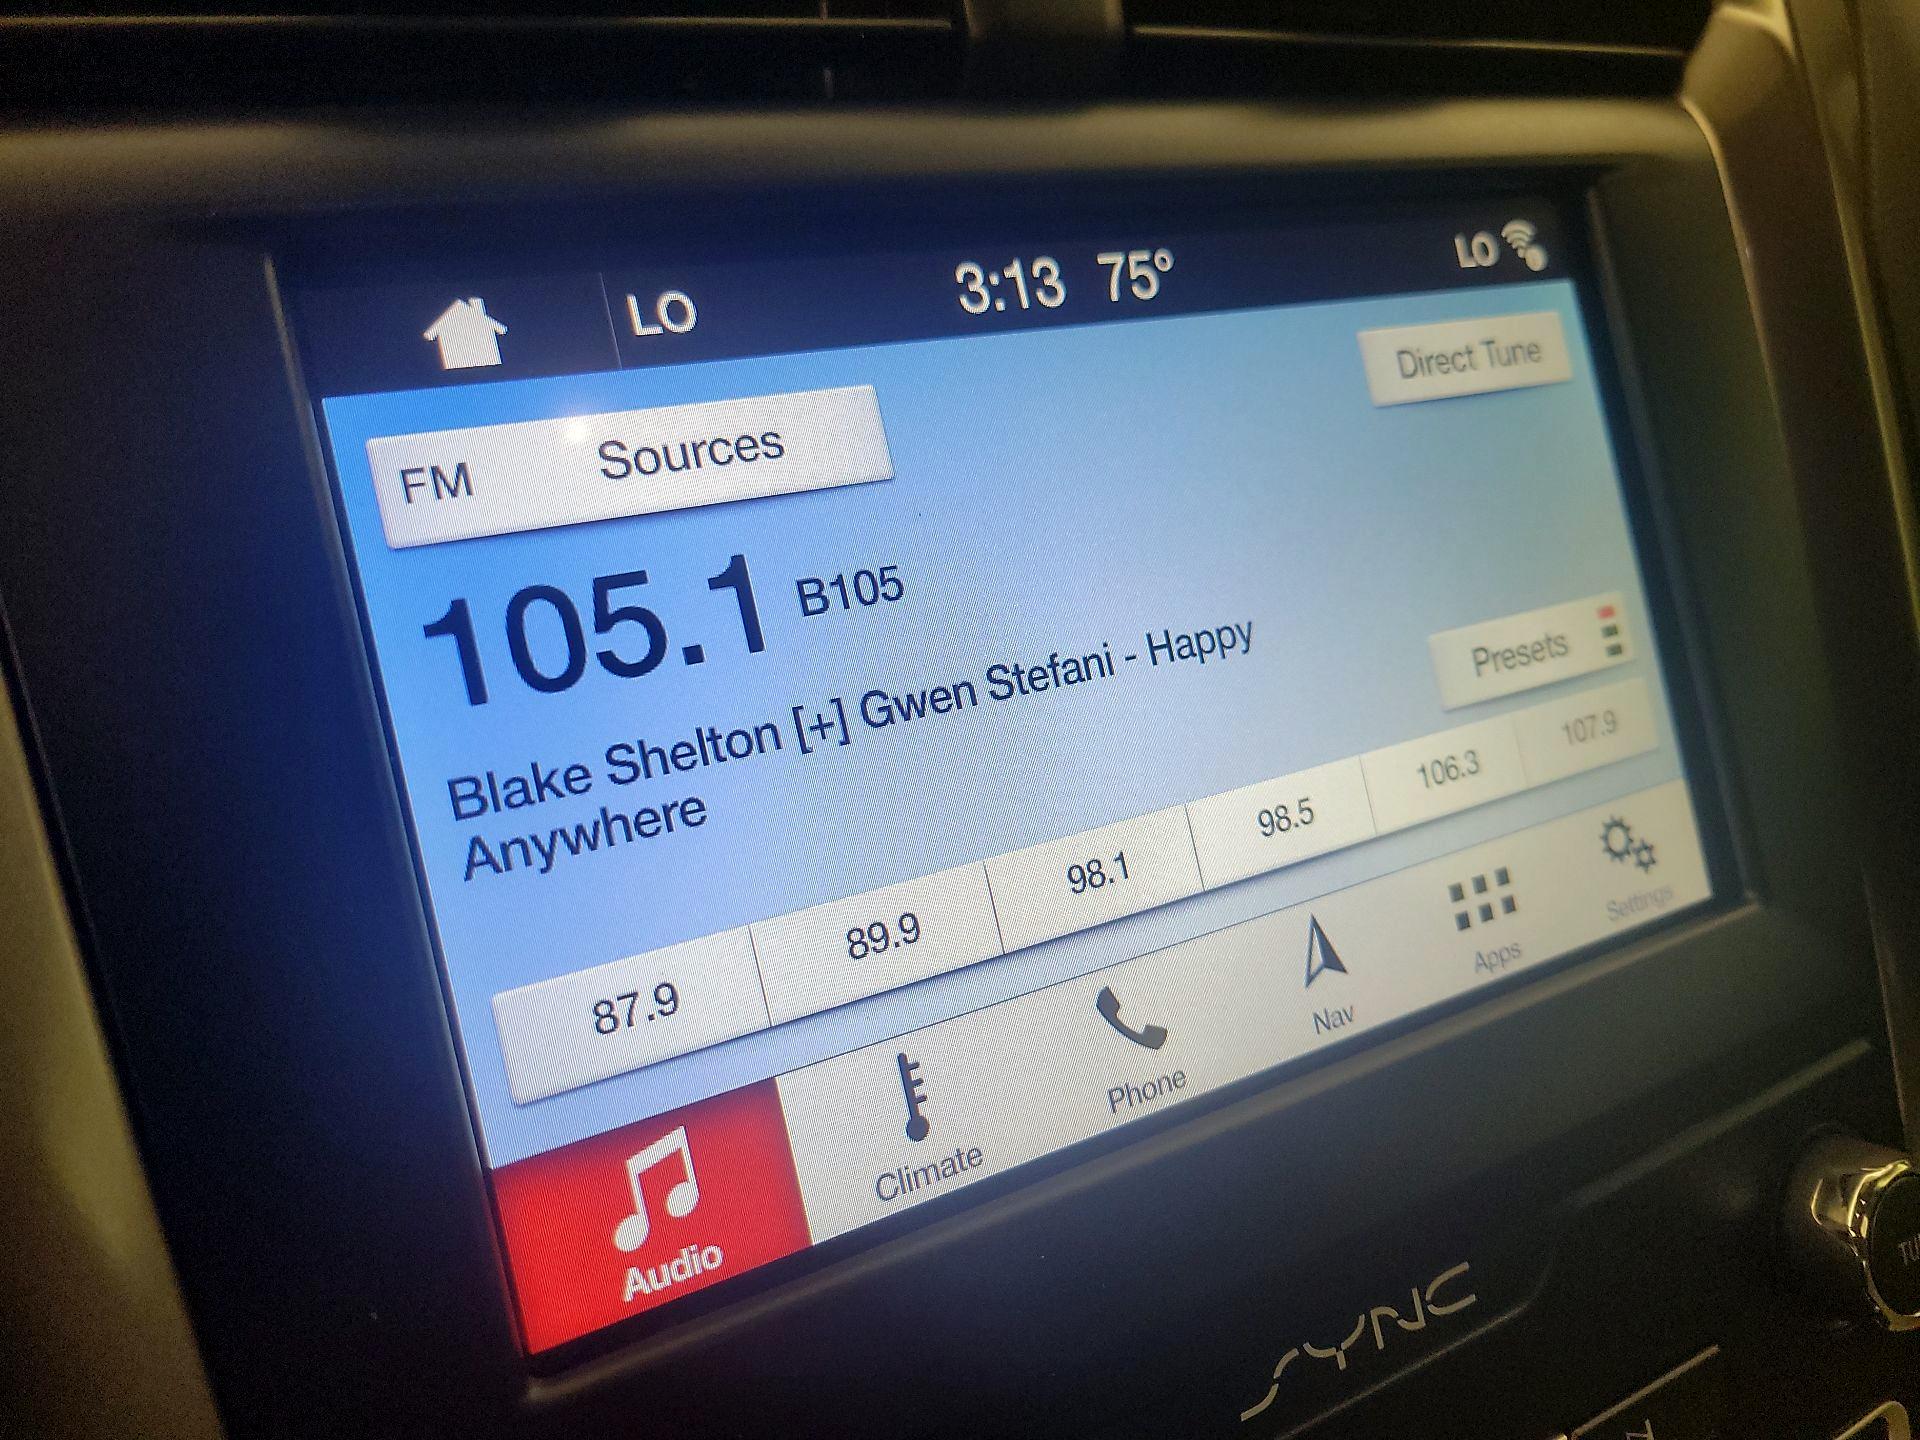 LO 3:13 75° LO
FM Sources
Direct Tune
105.1 B105
Blake Shelton [+] Gwen Stefani - Happy
Anywhere
Presets
87.9 89.9 98.1 98.5 106.3 107.9
Audio Climate Phone Nav Apps Settings
SYNC